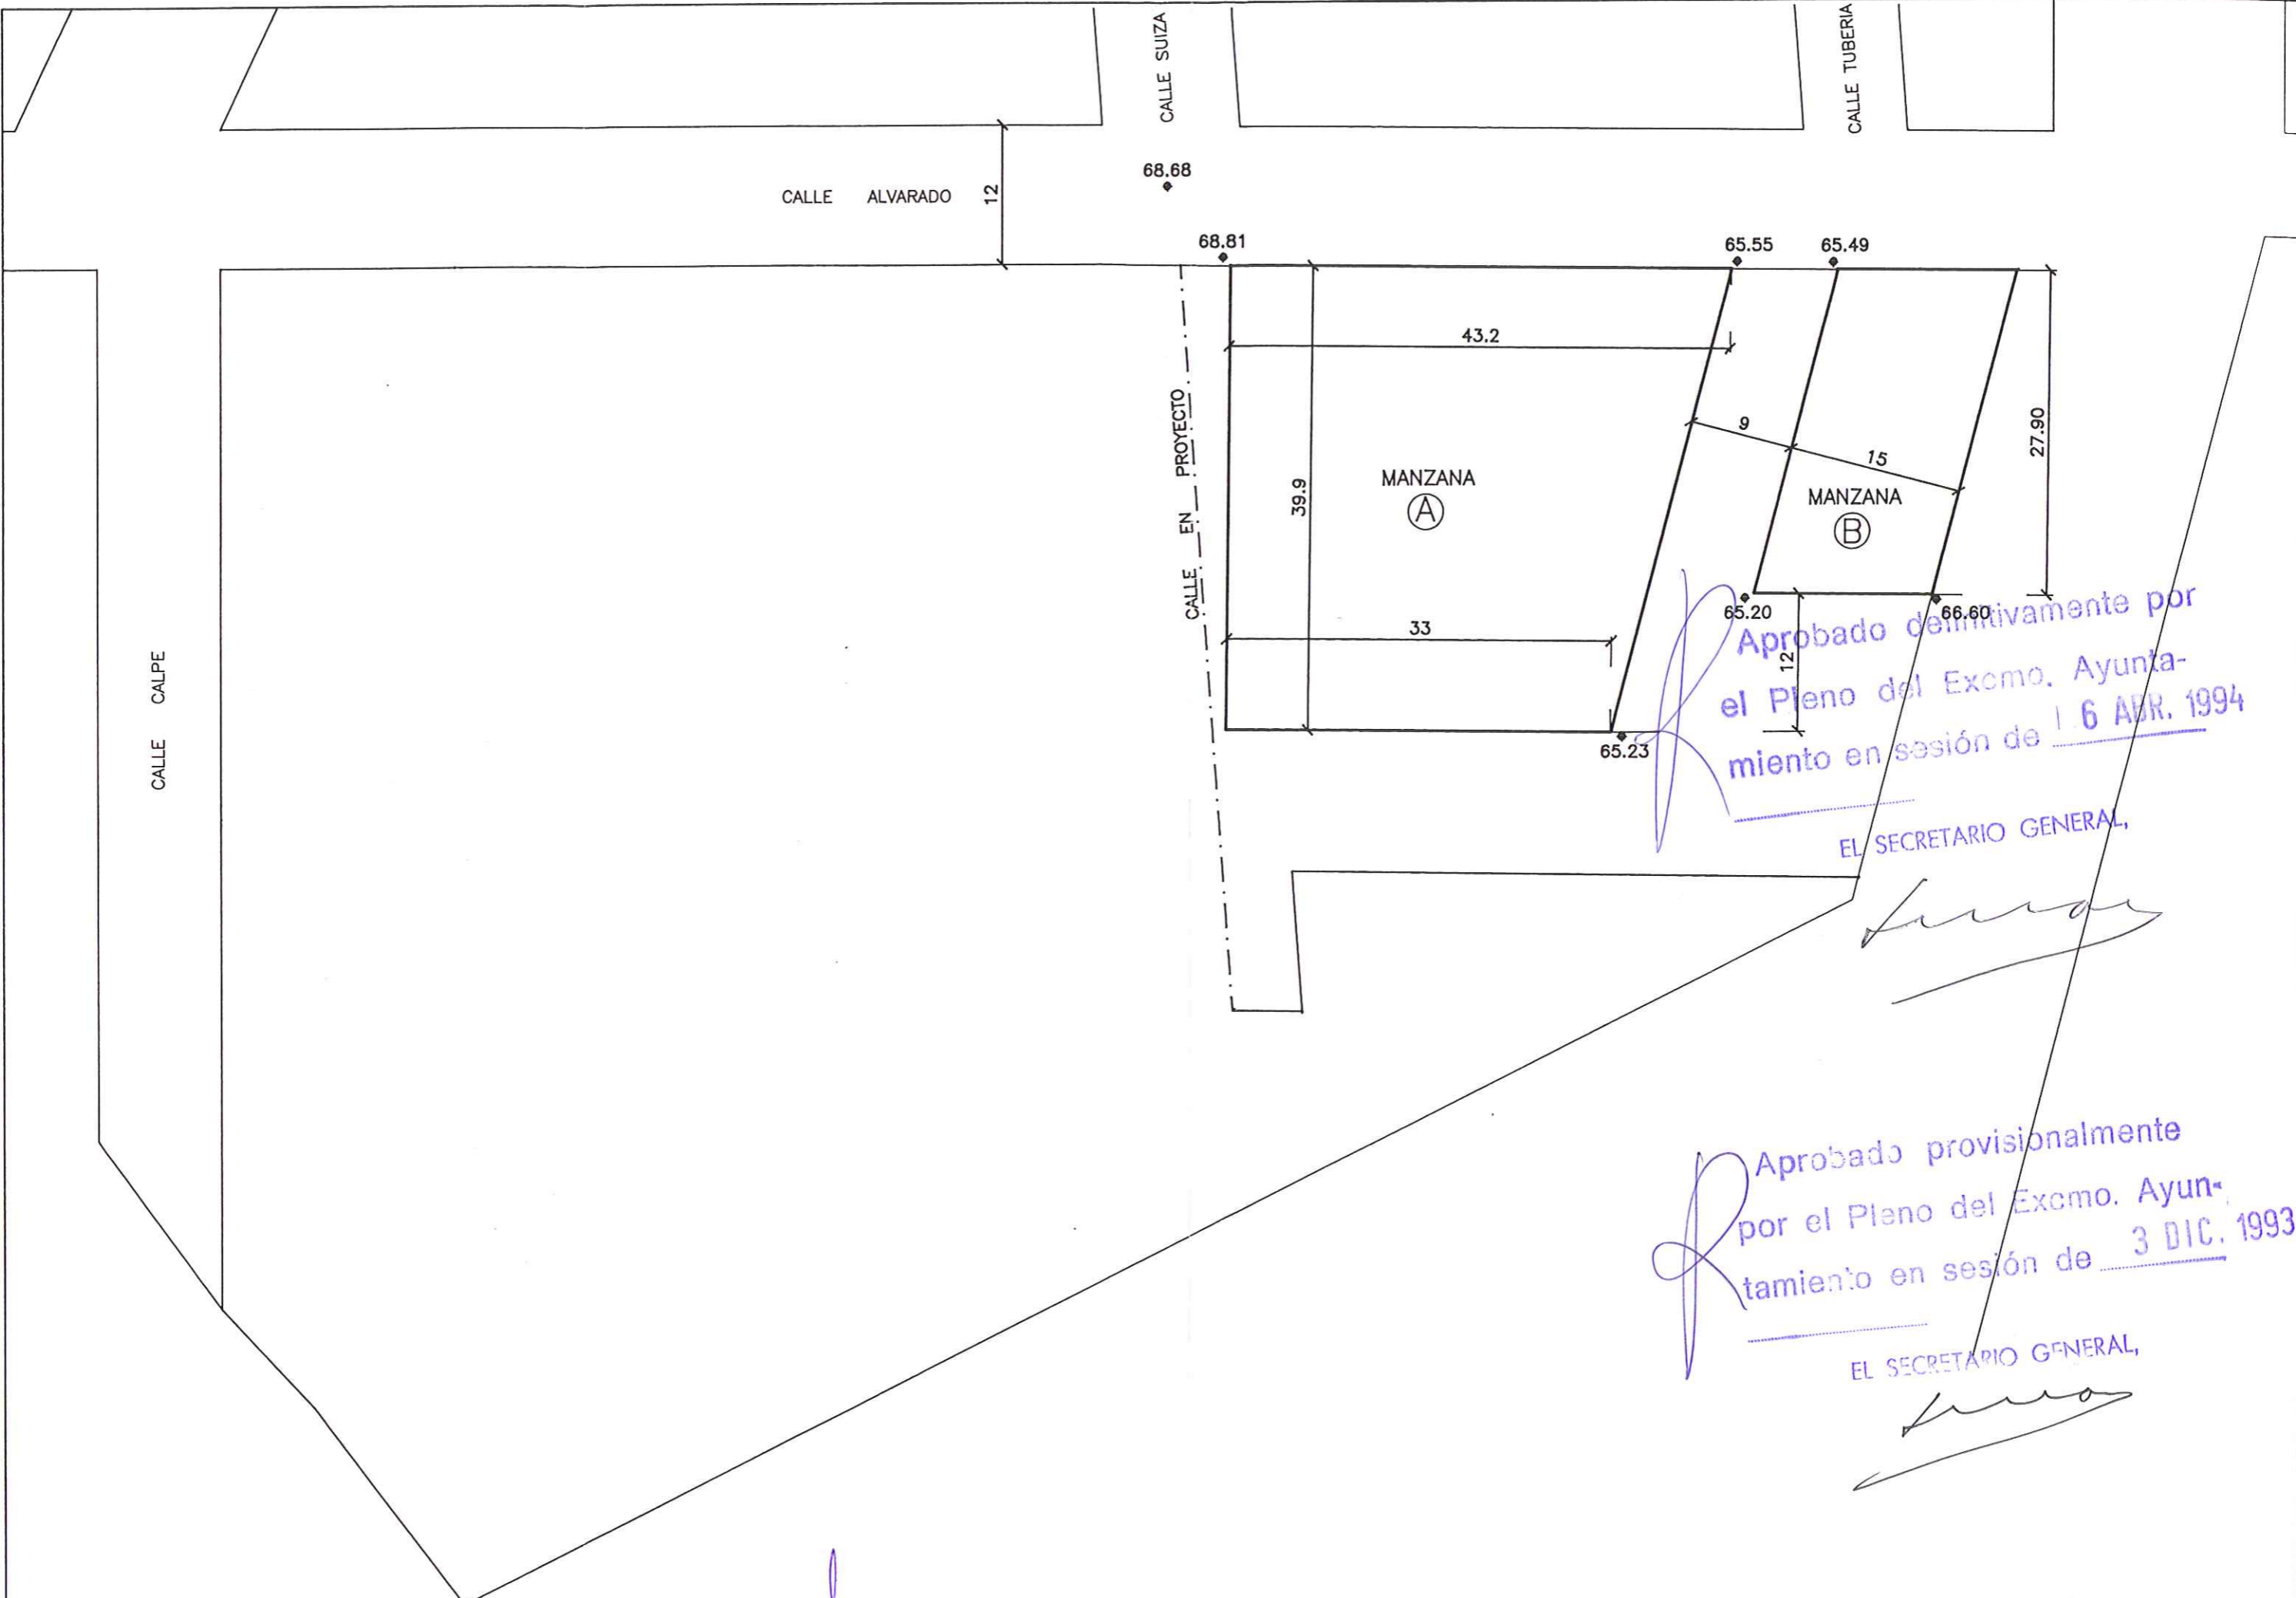 CALLE SUIZA
CALLE TUBERIA
68.68
CALLE ALVARADO
12
68.81
65.55
65.49
43.2
CALLE EN PROYECTO
39.9
MANZANA
A
9
15
27.90
MANZANA
B
65.20
66.60
33
12
65.23
CALLE CALPE
Aprobado definitivamente por
el Pleno del Excmo. Ayunta-
miento en sesión de 6 ABR. 1994
EL SECRETARIO GENERAL,
Aprobado provisionalmente
por el Pleno del Excmo. Ayun-
tamiento en sesión de 3 DIC. 1993
EL SECRETARIO GENERAL,